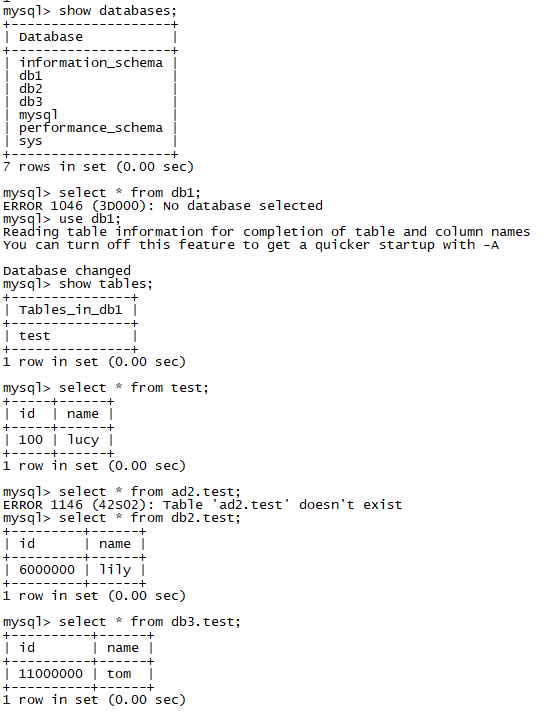 mysql> show databases;
+--------------------+
| Database           |
+--------------------+
| information_schema |
| db1                |
| db2                |
| db3                |
| mysql              |
| performance_schema |
| sys                |
+--------------------+
7 rows in set (0.00 sec)
mysql> select * from db1;
ERROR 1046 (3D000): No database selected
mysql> use db1;
Reading table information for completion of table and column names
You can turn off this feature to get a quicker startup with -A
Database changed
mysql> show tables;
+---------------+
| Tables_in_db1 |
+---------------+
| test          |
+---------------+
1 row in set (0.00 sec)
mysql> select * from test;
+-----+------+
| id  | name |
+-----+------+
| 100 | lucy |
+-----+------+
1 row in set (0.00 sec)
mysql> select * from ad2.test;
ERROR 1146 (42S02): Table 'ad2.test' doesn't exist
mysql> select * from db2.test;
+---------+------+
| id      | name |
+---------+------+
| 6000000 | lily |
+---------+------+
1 row in set (0.00 sec)
mysql> select * from db3.test;
+----------+------+
| id       | name |
+----------+------+
| 11000000 | tom  |
+----------+------+
1 row in set (0.00 sec)